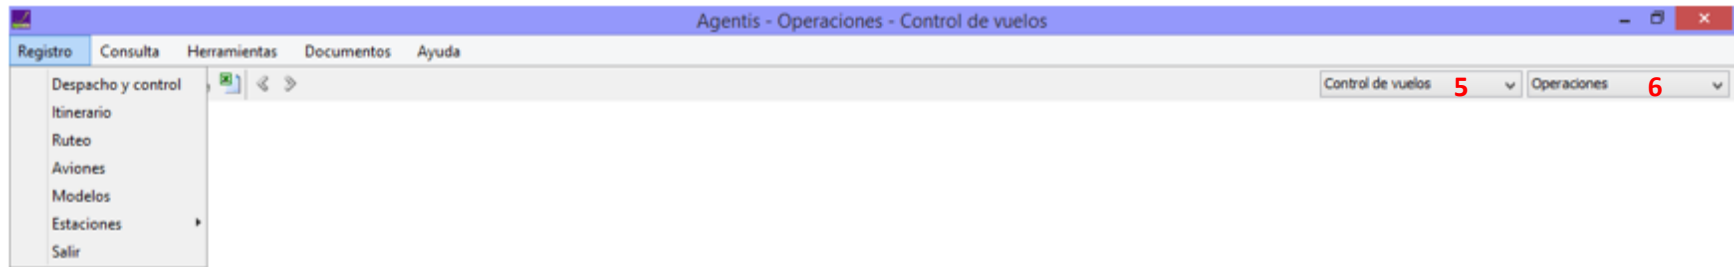 Agentis - Operaciones - Control de vuelos
Registro Consulta Herramientas Documentos Ayuda
Despacho y control
Control de vuelos 5 Operaciones 6
Itinerario
Ruteo
Aviones
Modelos
Estaciones
Salir